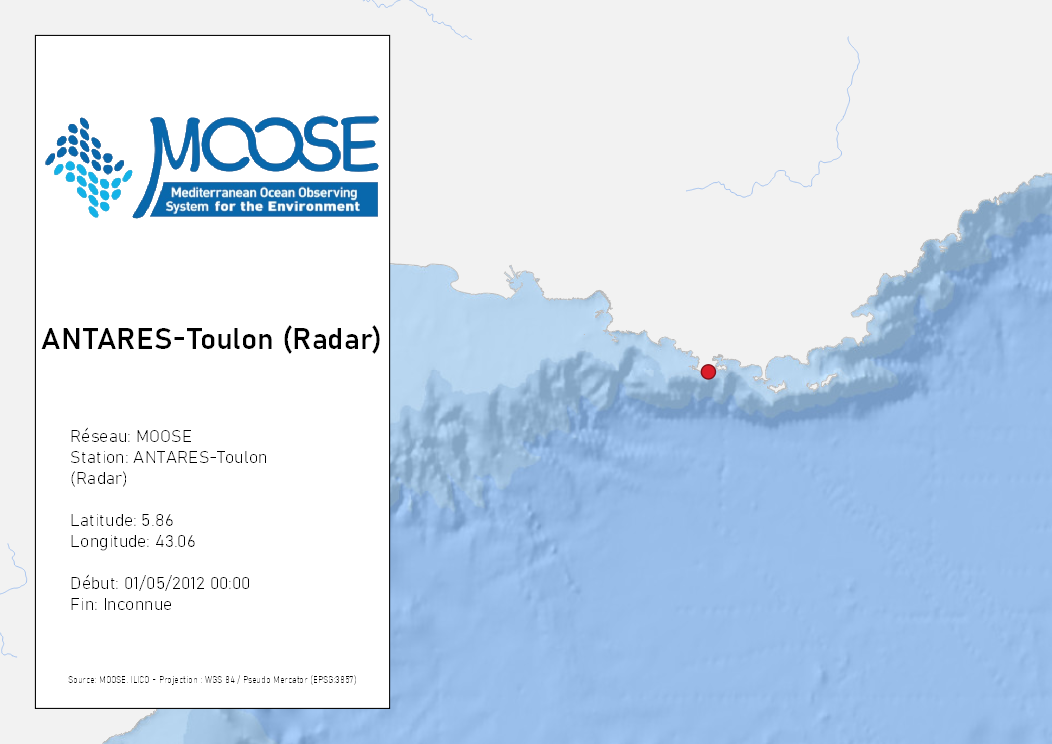 MOOSE
Mediterranean Ocean Observing
System for the Environment
ANTARES-Toulon (Radar)
Réseau: MOOSE
Station: ANTARES-Toulon
(Radar)
Latitude: 5.86
Longitude: 43.06
Début: 01/05/2012 00:00
Fin: Inconnue
Source: MOOSE, ILICO - Projection : WGS 84 / Pseudo Mercator (EPSG:3857)